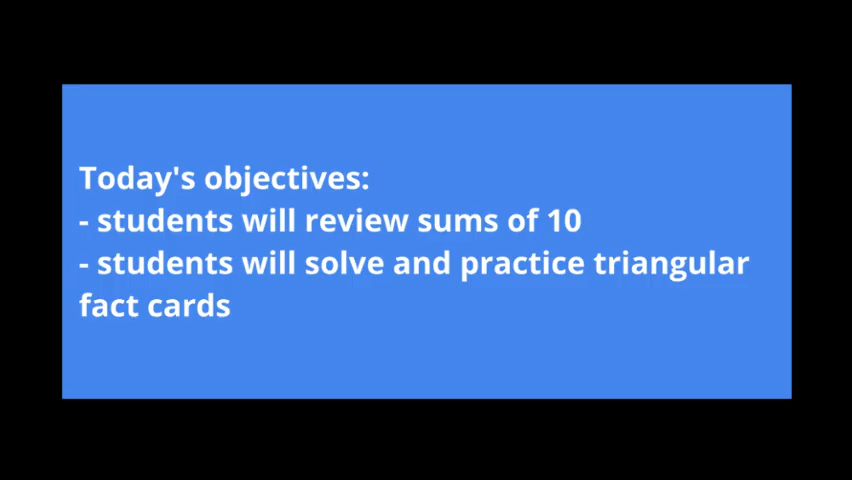 Today's objectives:
- students will review sums of 10
- students will solve and practice triangular
fact cards